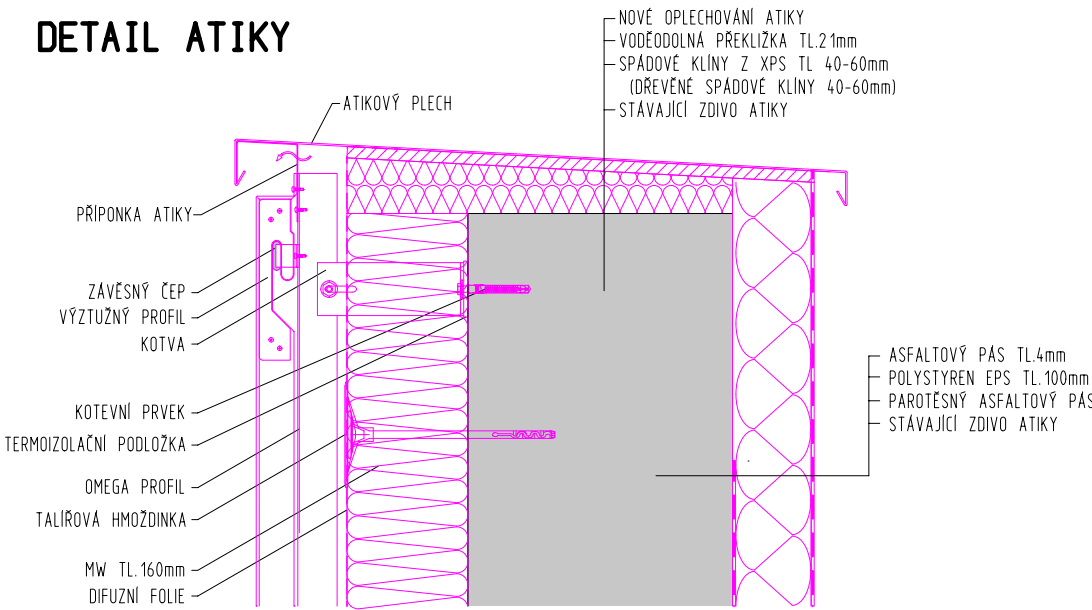 DETAIL ATIKY
NOVÉ OPLECHOVÁNÍ ATIKY
VODĚODOLNÁ PŘEKLIŽKA TL.21mm
SPÁDOVÉ KLÍNY Z XPS TL 40-60mm
(DŘEVĚNÉ SPÁDOVÉ KLÍNY 40-60mm)
STÁVAJÍCÍ ZDIVO ATIKY
ATIKOVÝ PLECH
PŘÍPONKA ATIKY
ZÁVĚSNÝ ČEP
VÝZTUŽNÝ PROFIL
KOTVA
KOTEVNÍ PRVEK
TERMOIZOLAČNÍ PODLOŽKA
OMEGA PROFIL
TALÍŘOVÁ HMOŽDINKA
MW TL.160mm
DIFUZNÍ FOLIE
ASFALTOVÝ PÁS TL.4mm
POLYSTYREN EPS TL.100mm
PAROTĚSNÝ ASFALTOVÝ PÁS
STÁVAJÍCÍ ZDIVO ATIKY